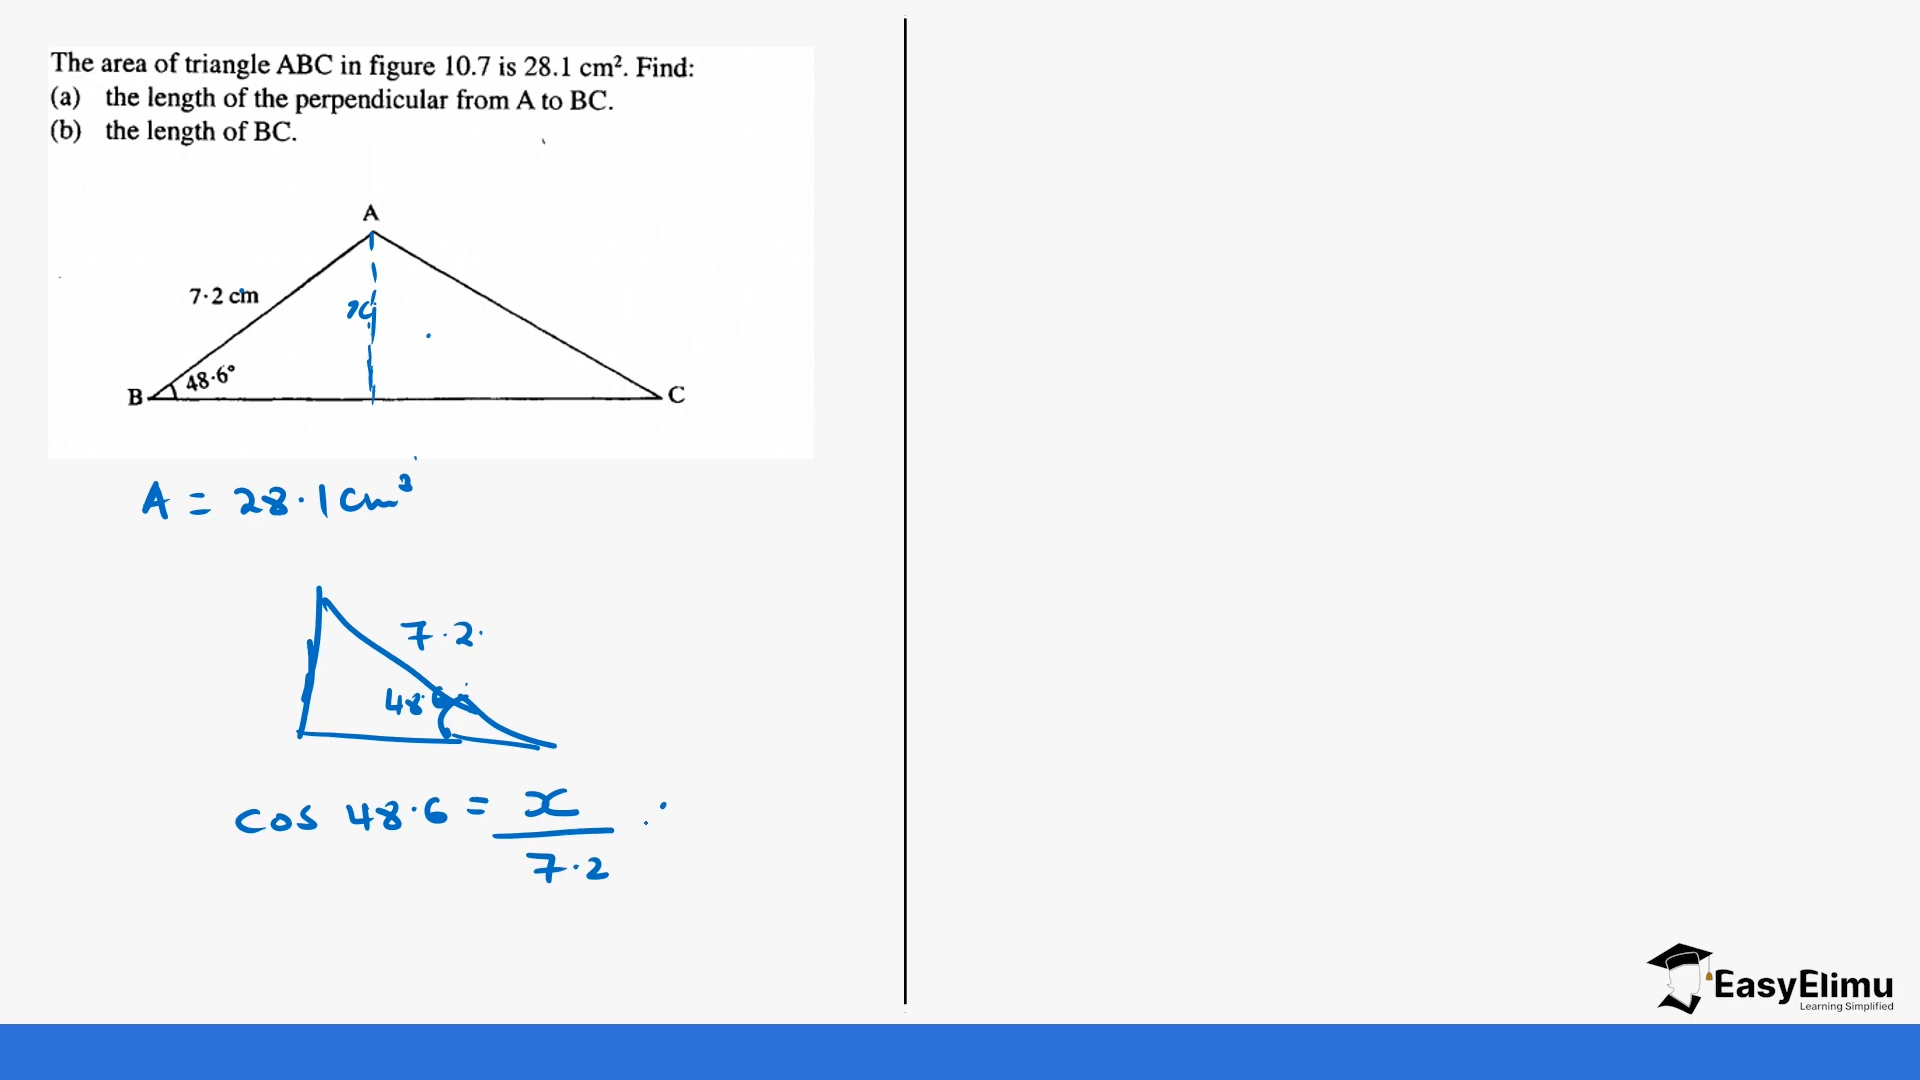 The area of triangle ABC in figure 10.7 is 28.1 cm². Find:
(a) the length of the perpendicular from A to BC.
(b) the length of BC.
A
7·2 cm
x
48·6°
B
C
A = 28.1 cm³
7.2
48.6
cos 48.6 = x
7.2
EasyElimu
Learning Simplified